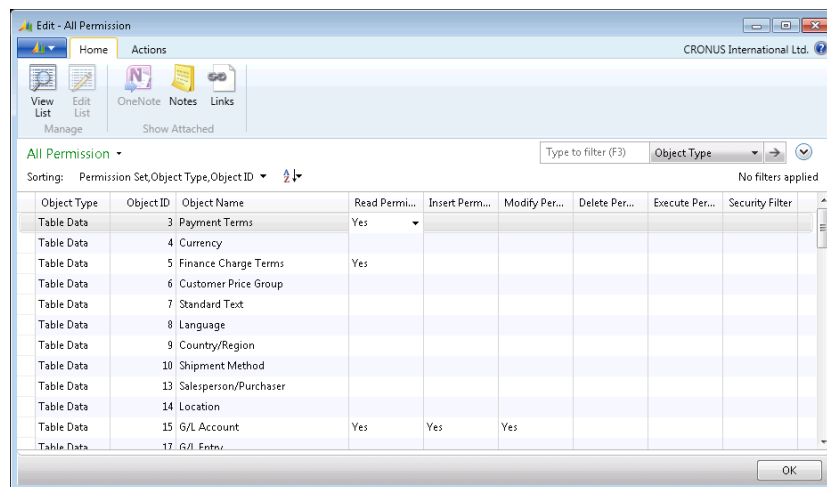 Edit - All Permission
Home Actions CRONUS International Ltd.
View List Edit List OneNote Notes Links
Manage Show Attached
All Permission Type to filter (F3) Object Type
Sorting: Permission Set,Object Type,Object ID No filters applied
Object Type Object ID Object Name Read Permi... Insert Perm... Modify Per... Delete Per... Execute Per... Security Filter
Table Data 3 Payment Terms Yes
Table Data 4 Currency
Table Data 5 Finance Charge Terms Yes
Table Data 6 Customer Price Group
Table Data 7 Standard Text
Table Data 8 Language
Table Data 9 Country/Region
Table Data 10 Shipment Method
Table Data 13 Salesperson/Purchaser
Table Data 14 Location
Table Data 15 G/L Account Yes Yes Yes
Table Data 17 G/L Entry
OK